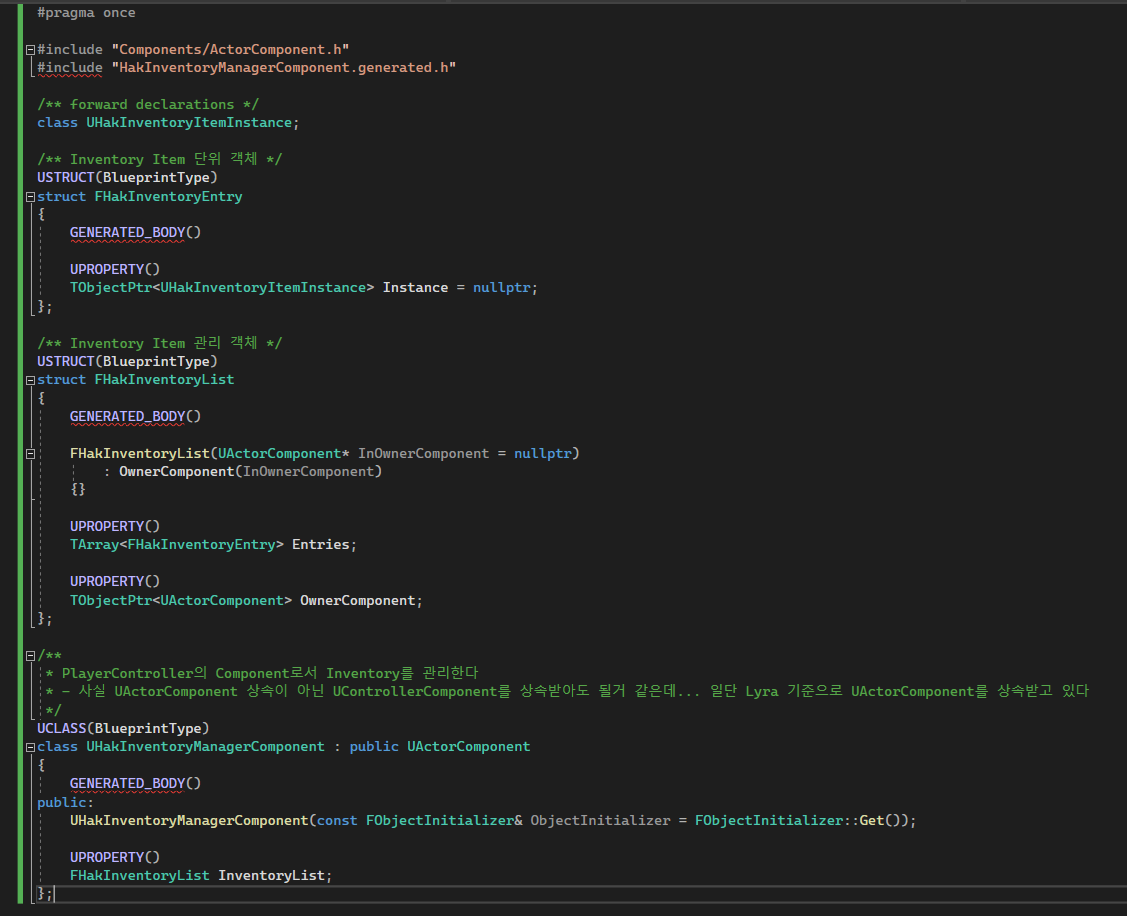 #pragma once
#include "Components/ActorComponent.h"
#include "HakInventoryManagerComponent.generated.h"
/** forward declarations */
class UHakInventoryItemInstance;
/** Inventory Item 단위 객체 */
USTRUCT(BlueprintType)
struct FHakInventoryEntry
{
    GENERATED_BODY()
    UPROPERTY()
    TObjectPtr<UHakInventoryItemInstance> Instance = nullptr;
};
/** Inventory Item 관리 객체 */
USTRUCT(BlueprintType)
struct FHakInventoryList
{
    GENERATED_BODY()
    FHakInventoryList(UActorComponent* InOwnerComponent = nullptr)
        : OwnerComponent(InOwnerComponent)
    {}
    UPROPERTY()
    TArray<FHakInventoryEntry> Entries;
    UPROPERTY()
    TObjectPtr<UActorComponent> OwnerComponent;
};
/**
 * PlayerController의 Component로서 Inventory를 관리한다
 * - 사실 UActorComponent 상속이 아닌 UControllerComponent를 상속받아도 될거 같은데... 일단 Lyra 기준으로 UActorComponent를 상속받고 있다
 */
UCLASS(BlueprintType)
class UHakInventoryManagerComponent : public UActorComponent
{
    GENERATED_BODY()
public:
    UHakInventoryManagerComponent(const FObjectInitializer& ObjectInitializer = FObjectInitializer::Get());
    UPROPERTY()
    FHakInventoryList InventoryList;
};